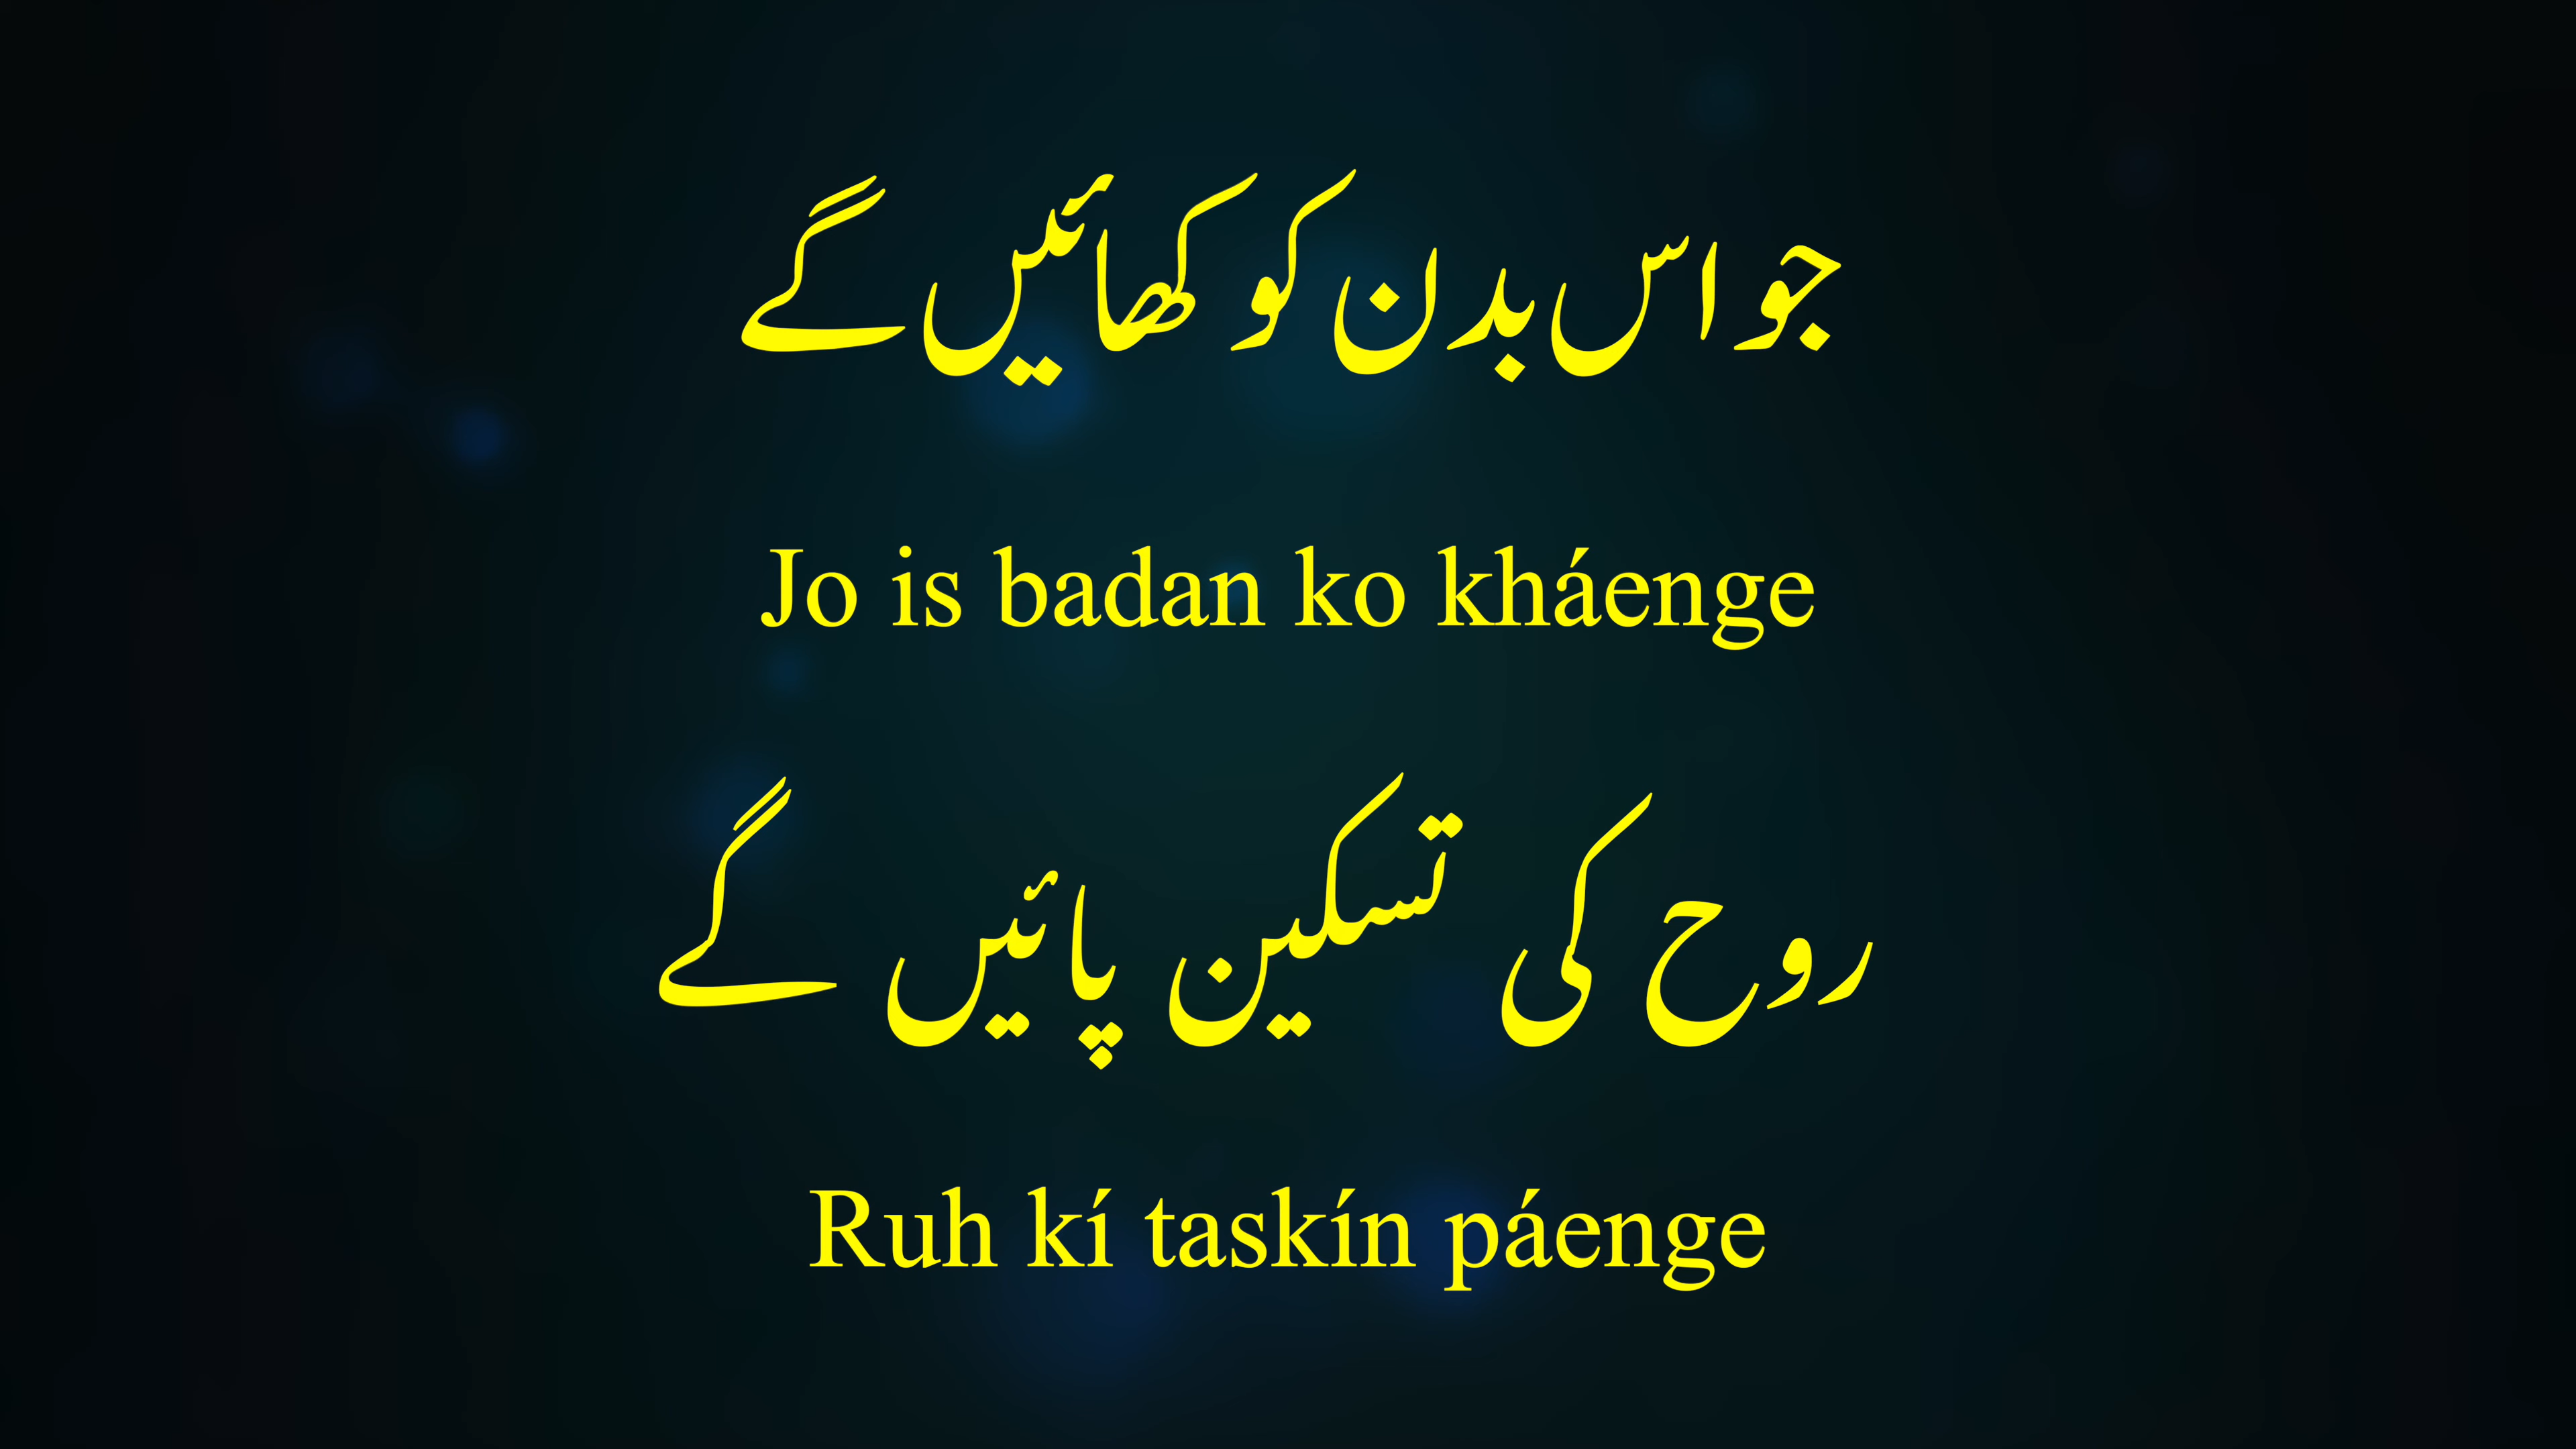 جو اس بدن کو کھائیں گے
Jo is badan ko kháenge
روح کی تسکین پائیں گے
Ruh kí taskín páenge